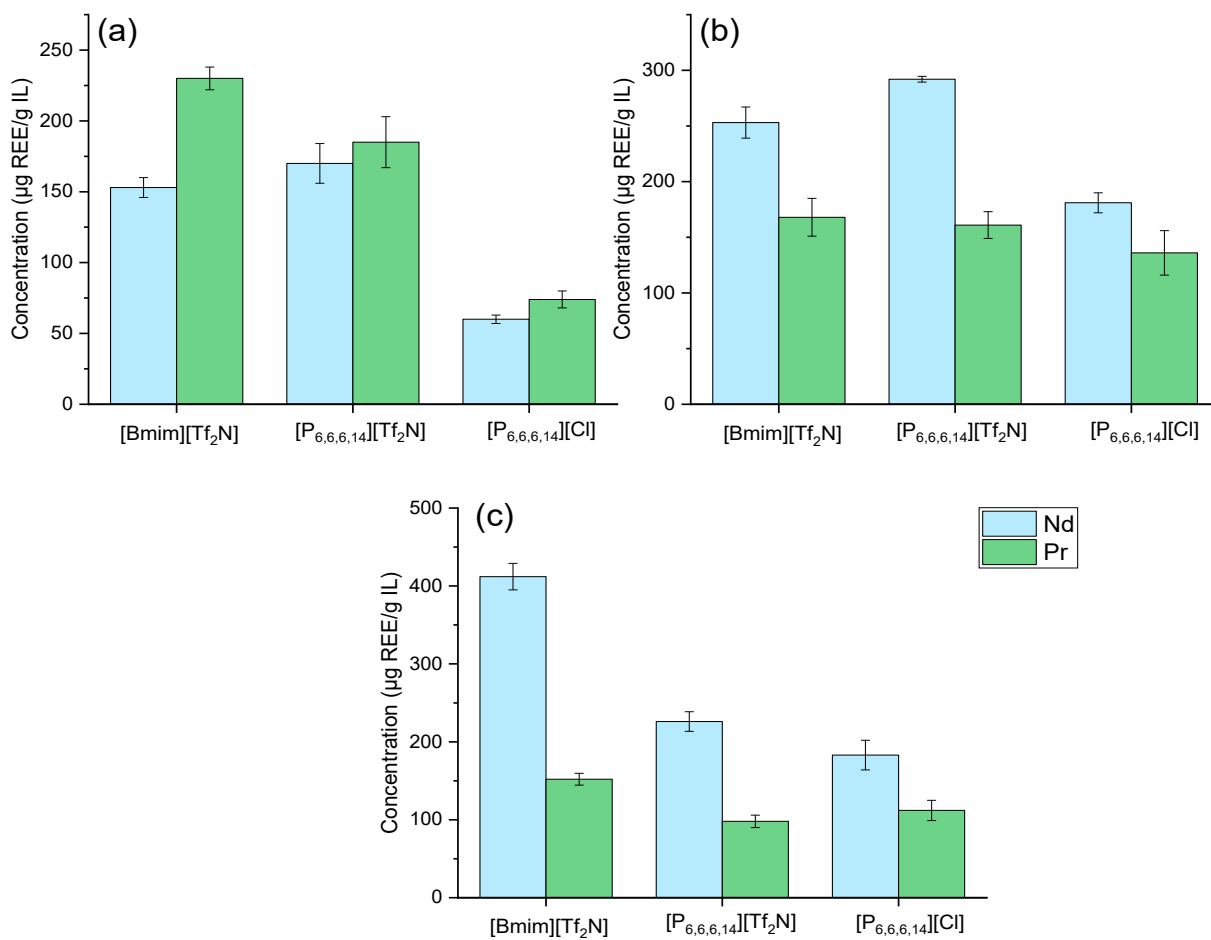 (a)
Concentration (µg REE/g IL)
250
200
150
100
50
0
[Bmim][Tf₂N]
[P₆,₆,₆,₁₄][Tf₂N]
[P₆,₆,₆,₁₄][Cl]
(b)
Concentration (µg REE/g IL)
300
200
100
0
[Bmim][Tf₂N]
[P₆,₆,₆,₁₄][Tf₂N]
[P₆,₆,₆,₁₄][Cl]
(c)
Concentration (µg REE/g IL)
500
400
300
200
100
0
[Bmim][Tf₂N]
[P₆,₆,₆,₁₄][Tf₂N]
[P₆,₆,₆,₁₄][Cl]
Nd
Pr